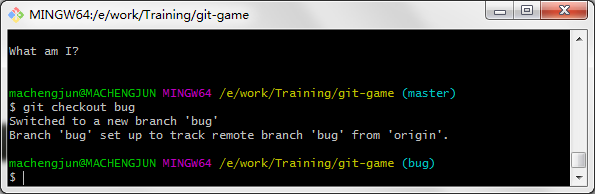 MINGW64:/e/work/Training/git-game
What am I?
machengjun@MACHENGJUN MINGW64 /e/work/Training/git-game (master)
$ git checkout bug
Switched to a new branch 'bug'
Branch 'bug' set up to track remote branch 'bug' from 'origin'.
machengjun@MACHENGJUN MINGW64 /e/work/Training/git-game (bug)
$